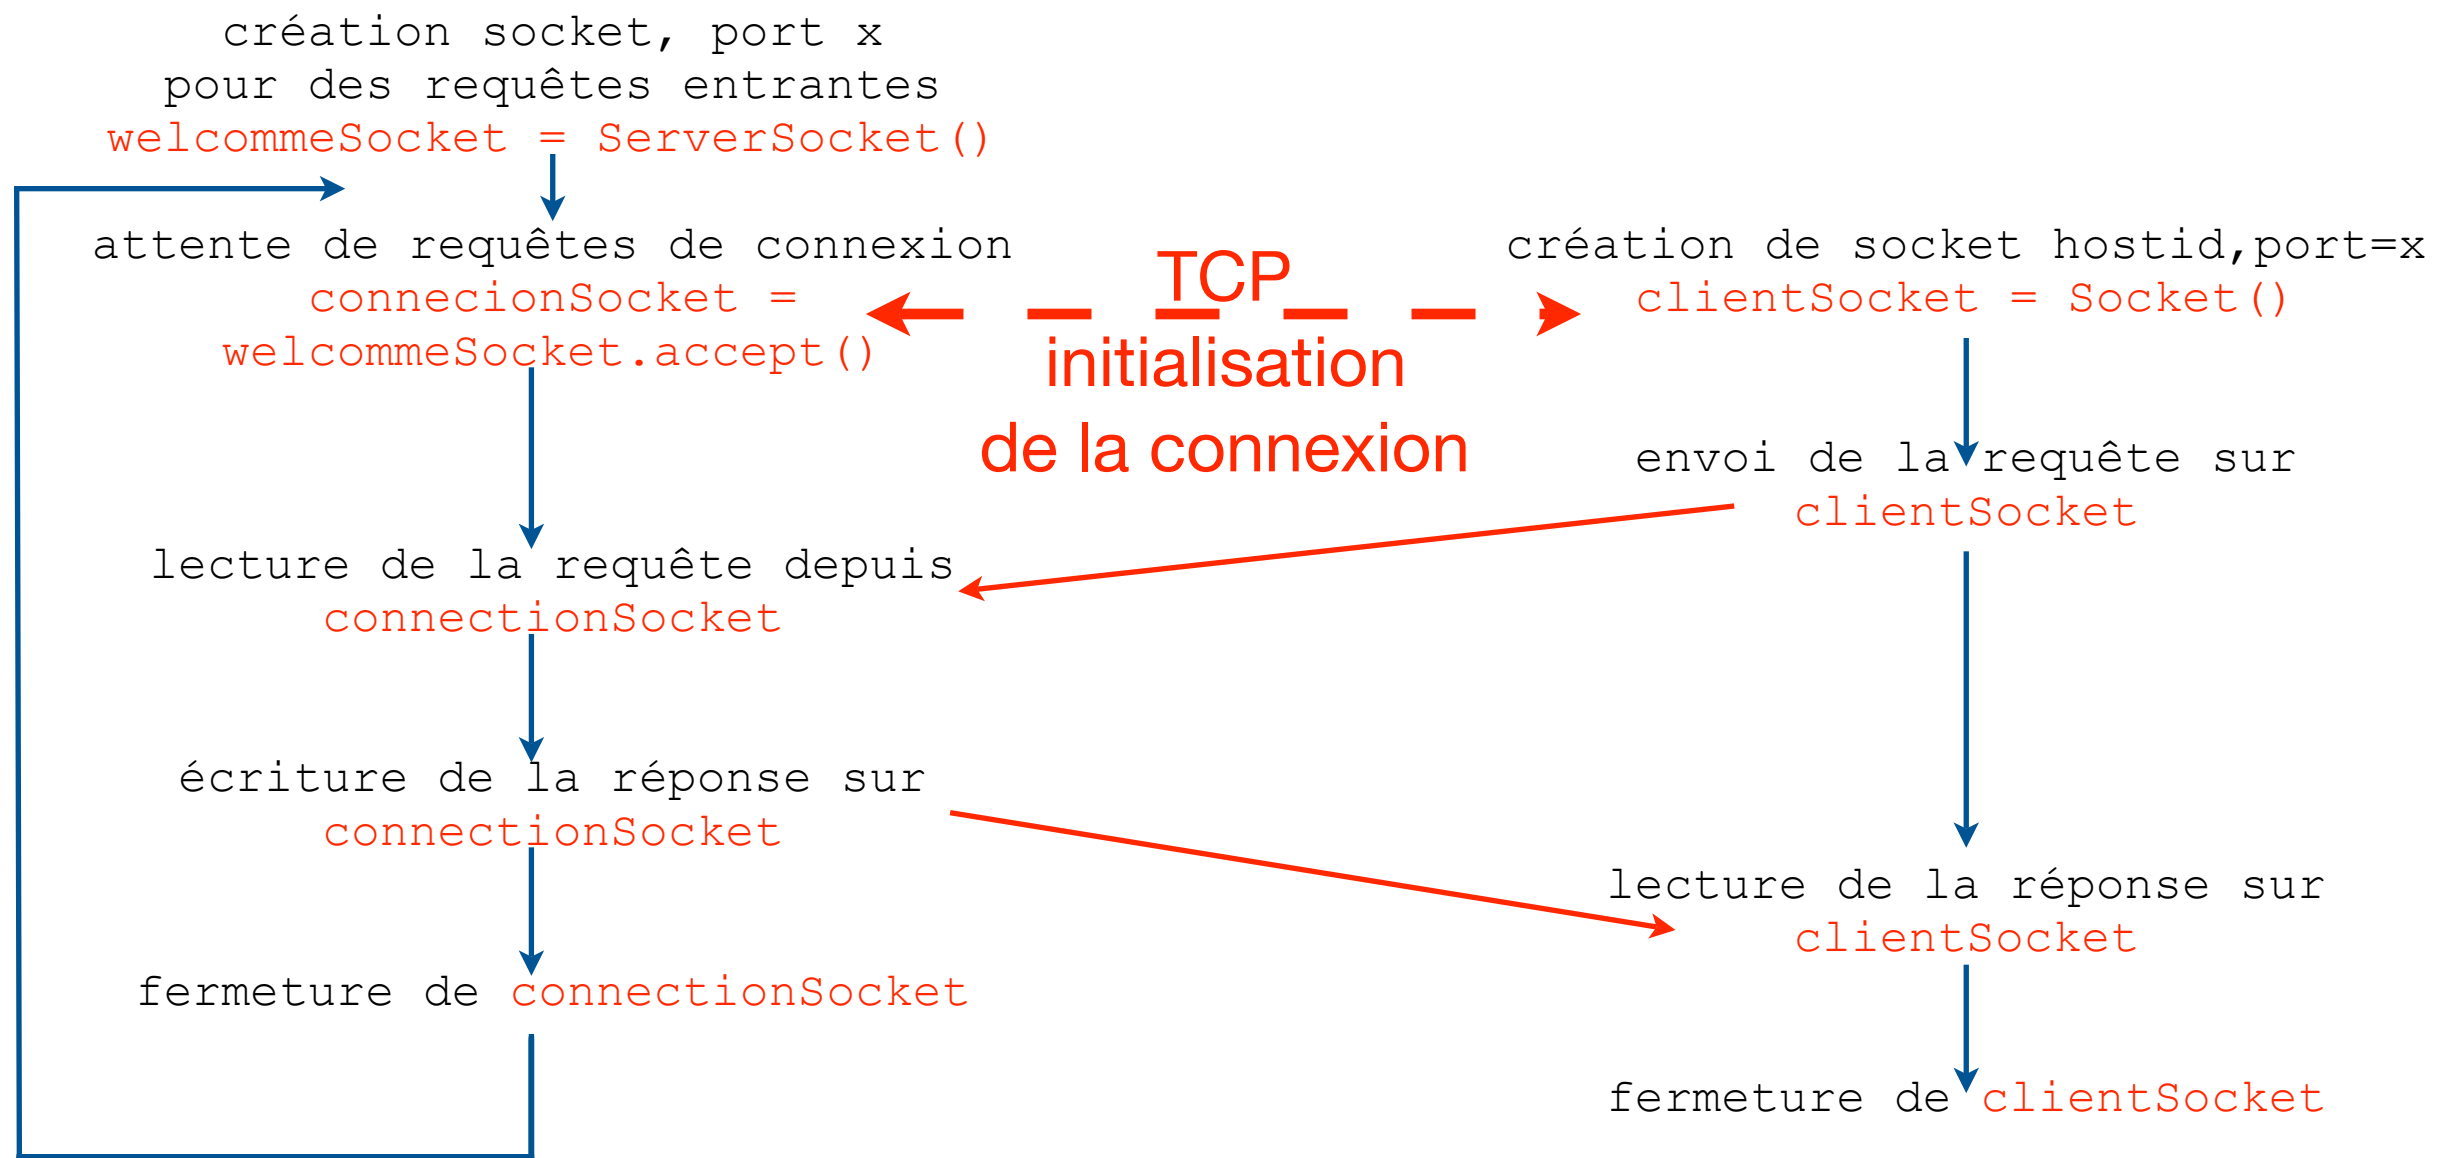 création socket, port x
pour des requêtes entrantes
welcommeSocket = ServerSocket()
attente de requêtes de connexion
connecionSocket =
welcommeSocket.accept()
TCP
initialisation
de la connexion
création de socket hostid,port=x
clientSocket = Socket()
envoi de la requête sur
clientSocket
lecture de la requête depuis
connectionSocket
écriture de la réponse sur
connectionSocket
lecture de la réponse sur
clientSocket
fermeture de connectionSocket
fermeture de clientSocket